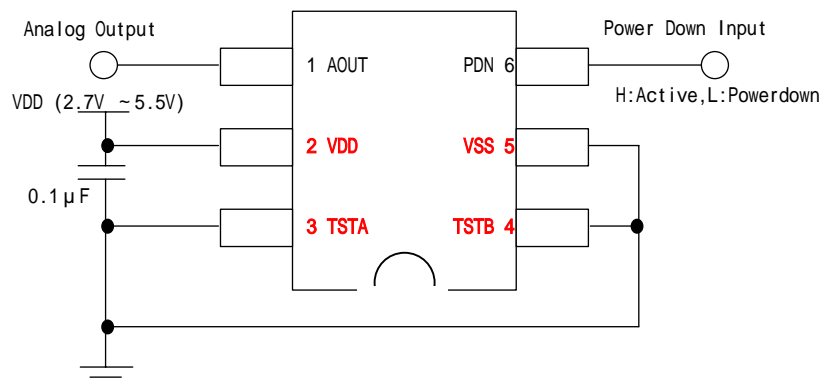 Analog Output
Power Down Input
1 AOUT
PDN 6
VDD (2.7V ~5.5V)
H:Active,L:Powerdown
2 VDD
VSS 5
0.1μF
3 TSTA
TSTB 4